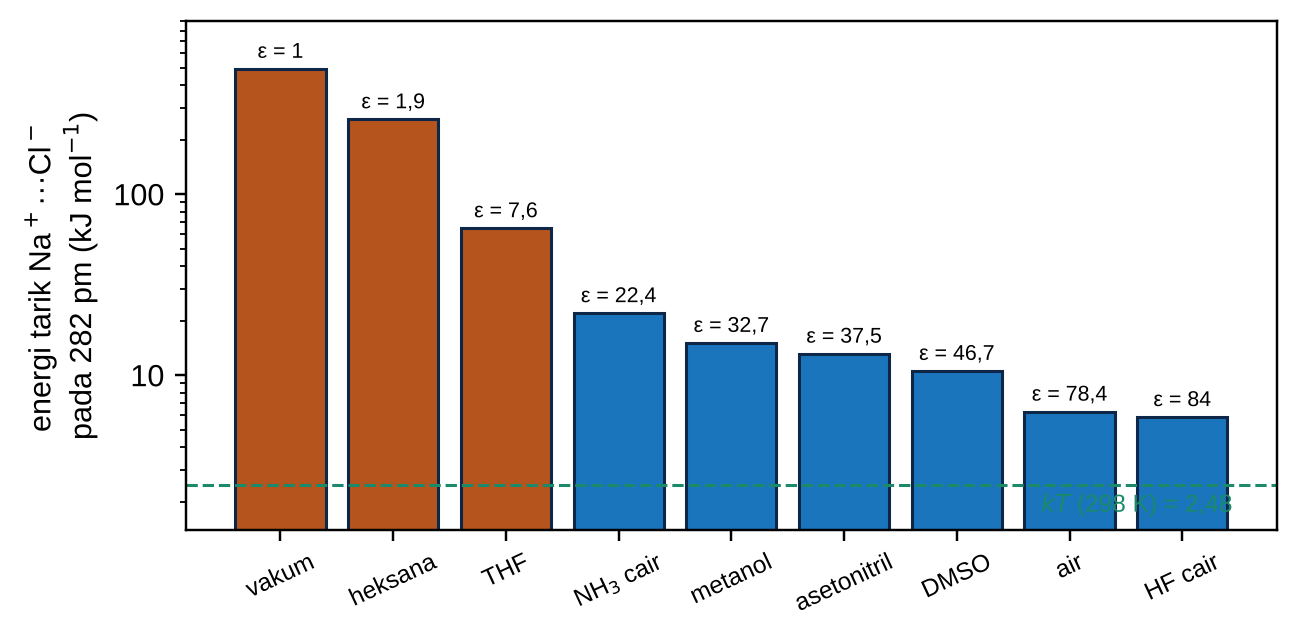 energi tarik Na⁺ ⋯Cl⁻
pada 282 pm (kJ mol⁻¹)
100
10
ε = 1
ε = 1,9
ε = 7,6
ε = 22,4
ε = 32,7
ε = 37,5
ε = 46,7
ε = 78,4
ε = 84
kT (298 K) = 2.48
vakum
heksana
THF
NH₃ cair
metanol
asetonitril
DMSO
air
HF cair